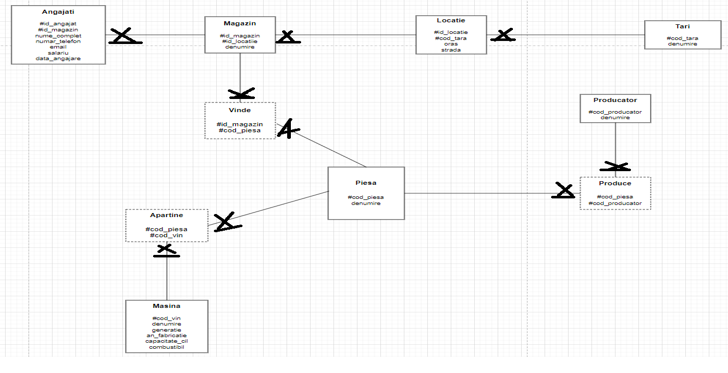 Angajati
#id_angajat
#id_magazin
nume_complet
numar_telefon
email
salariu
data_angajare
Magazin
#id_magazin
#id_locatie
denumire
Locatie
#id_locatie
#cod_tara
oras
strada
Tari
#cod_tara
denumire
Vinde
#id_magazin
#cod_piesa
Producator
#cod_producator
denumire
Piesa
#cod_piesa
denumire
Produce
#cod_piesa
#cod_producator
Apartine
#cod_piesa
#cod_vin
Masina
#cod_vin
denumire
generatie
an_fabricatie
capacitate_cil
combustibil